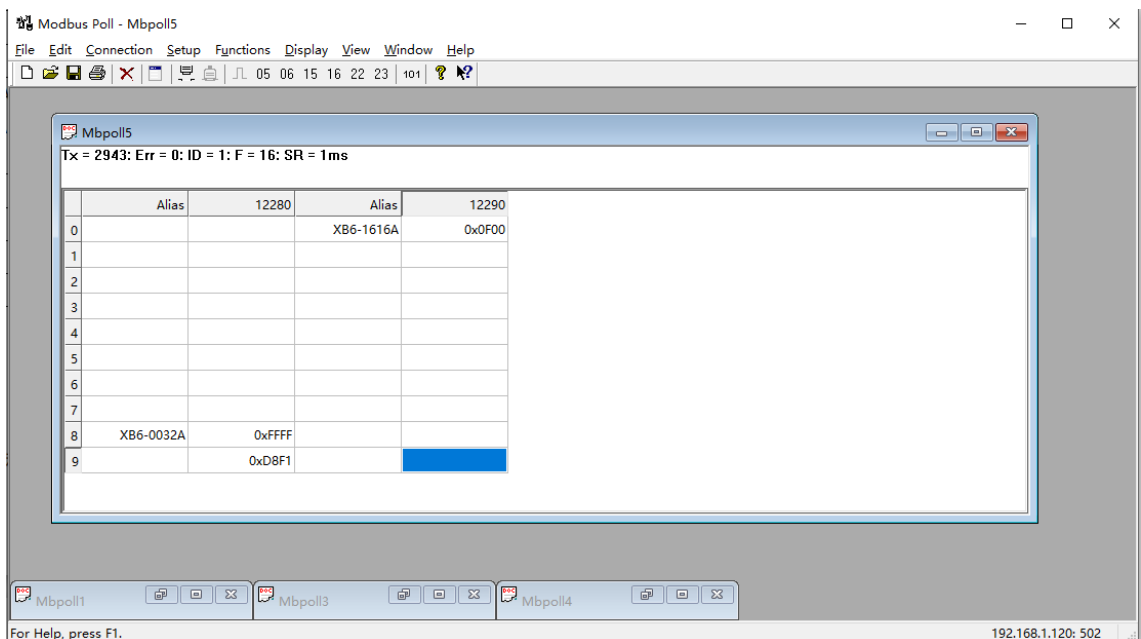 Modbus Poll - Mbpoll5
File Edit Connection Setup Functions Display View Window Help
05 06 15 16 22 23 101
Mbpoll5
Tx = 2943: Err = 0: ID = 1: F = 16: SR = 1ms
Alias 12280 Alias 12290
0 XB6-1616A 0x0F00
1
2
3
4
5
6
7
8 XB6-0032A 0xFFFF
9 0xD8F1
Mbpoll1 Mbpoll3 Mbpoll4
For Help, press F1. 192.168.1.120: 502